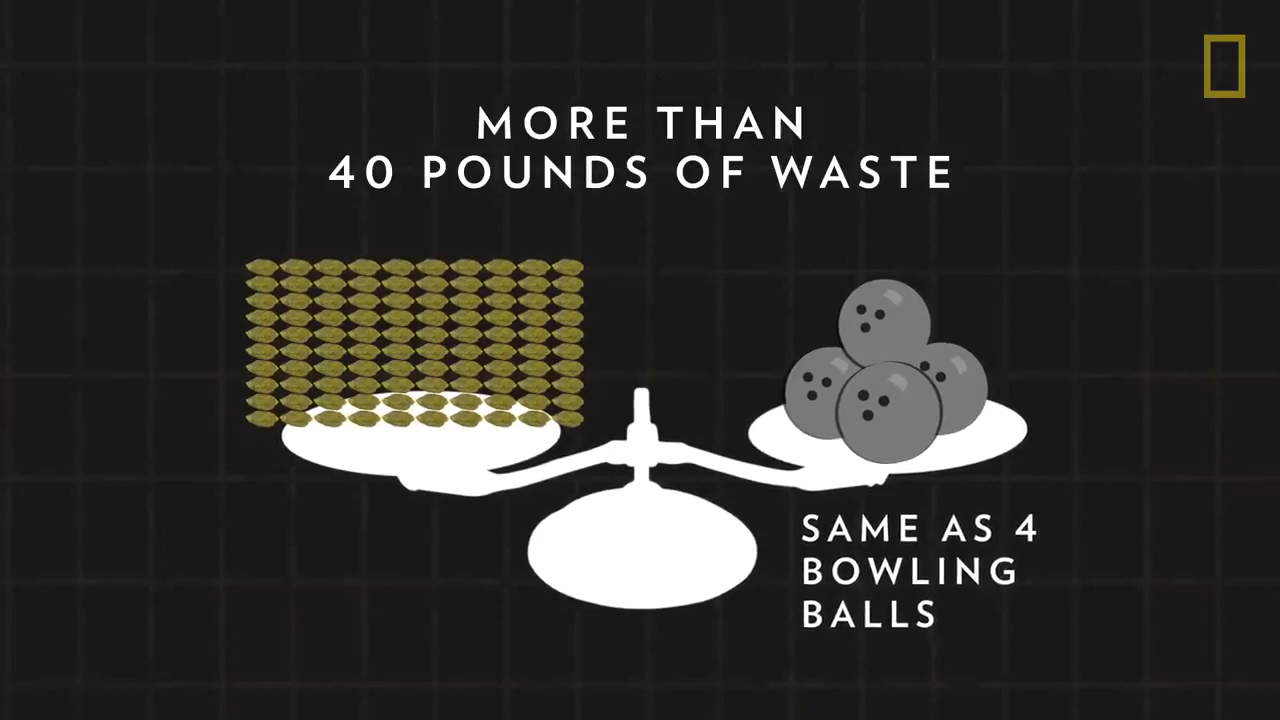 MORE THAN
40 POUNDS OF WASTE
SAME AS 4
BOWLING
BALLS